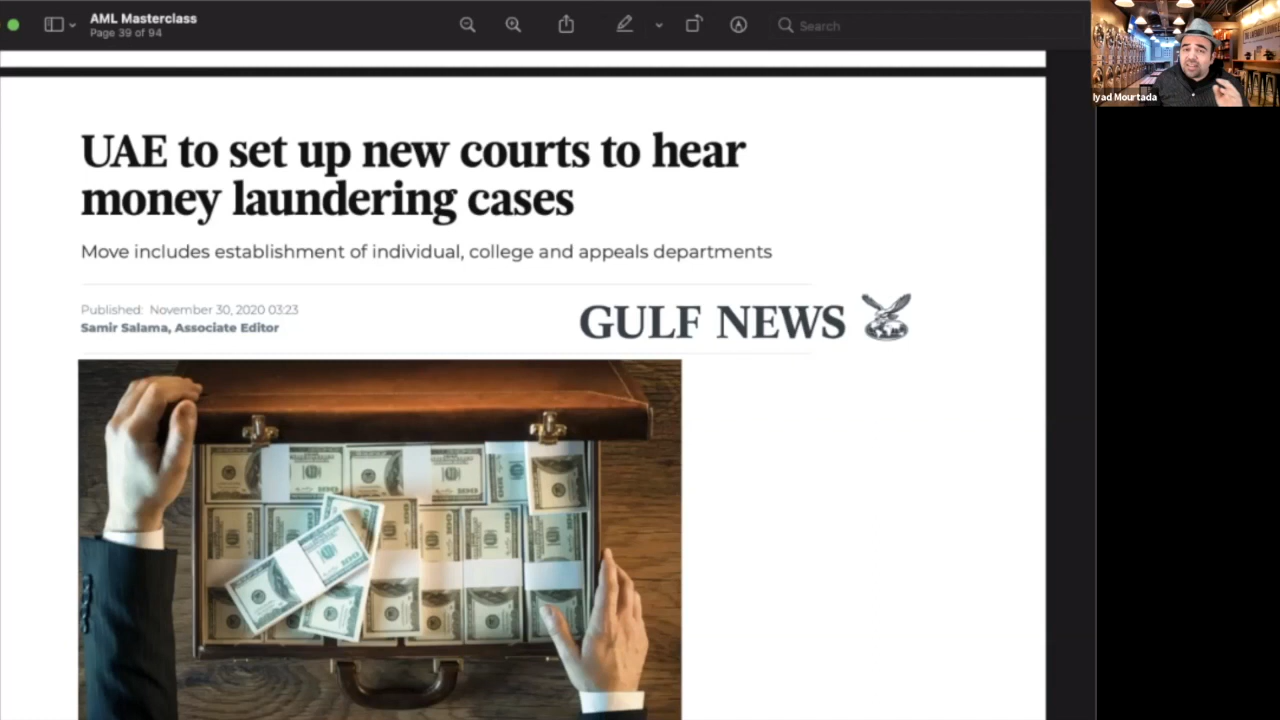 AML Masterclass
Page 39 of 94
Search
Iyad Mourtada
UAE to set up new courts to hear
money laundering cases
Move includes establishment of individual, college and appeals departments
Published: November 30, 2020 03:23
Samir Salama, Associate Editor
GULF NEWS